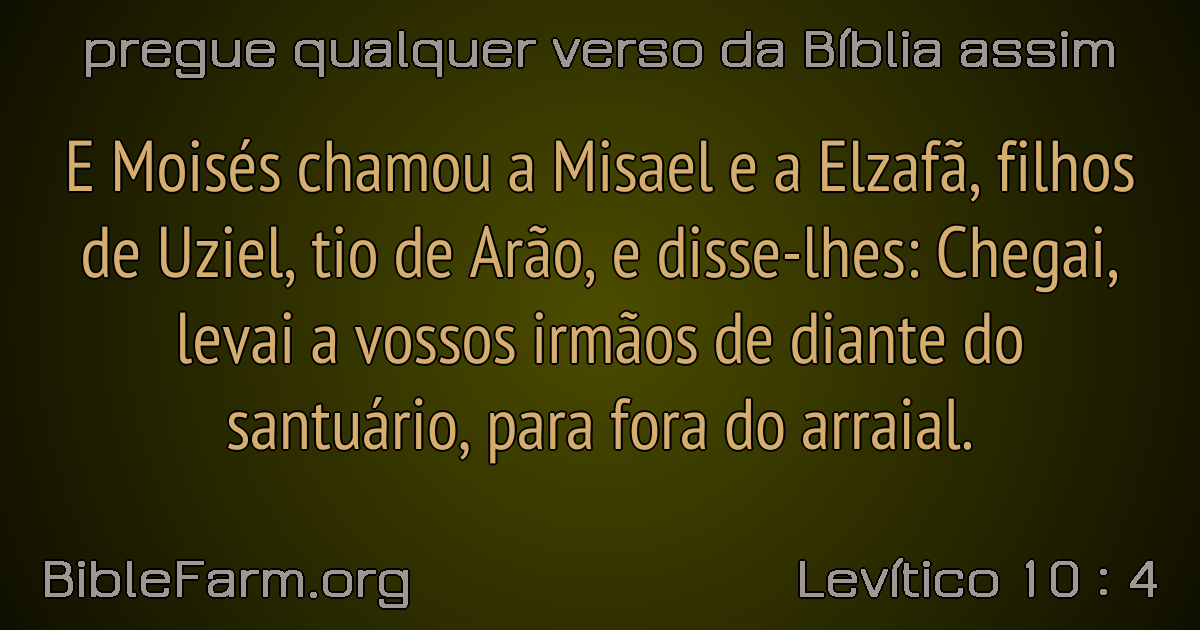 pregue qualquer verso da Bíblia assim
E Moisés chamou a Misael e a Elzafã, filhos
de Uziel, tio de Arão, e disse-lhes: Chegai,
levai a vossos irmãos de diante do
santuário, para fora do arraial.
BibleFarm.org
Levítico 10 : 4